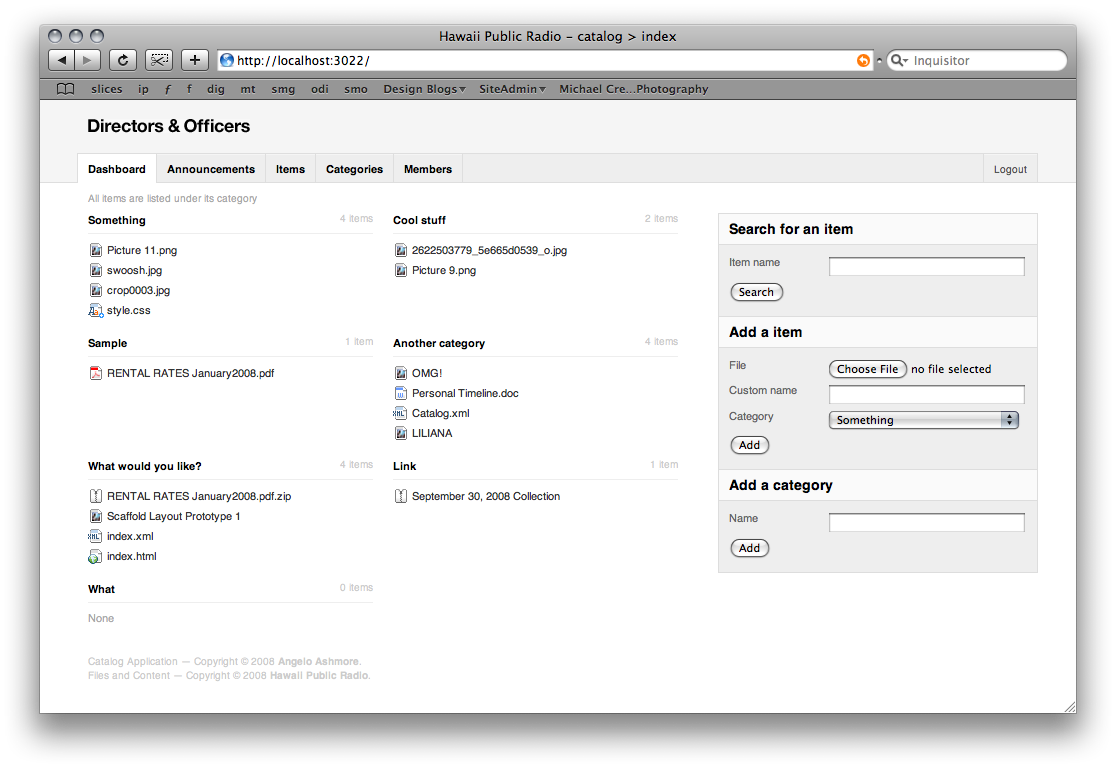 Hawaii Public Radio – catalog > index
http://localhost:3022/
Inquisitor
slices ip f f dig mt smg odi smo Design Blogs▾ SiteAdmin▾ Michael Cre...Photography
Directors & Officers
Dashboard Announcements Items Categories Members Logout
All items are listed under its category
Something 4 items
Picture 11.png
swoosh.jpg
crop0003.jpg
style.css
Cool stuff 2 items
2622503779_5e665d0539_o.jpg
Picture 9.png
Sample 1 item
RENTAL RATES January2008.pdf
Another category 4 items
OMG!
Personal Timeline.doc
Catalog.xml
LILIANA
What would you like? 4 items
RENTAL RATES January2008.pdf.zip
Scaffold Layout Prototype 1
index.xml
index.html
Link 1 item
September 30, 2008 Collection
What 0 items
None
Search for an item
Item name
Search
Add a item
File Choose File no file selected
Custom name
Category Something
Add
Add a category
Name
Add
Catalog Application — Copyright © 2008 Angelo Ashmore.
Files and Content — Copyright © 2008 Hawaii Public Radio.